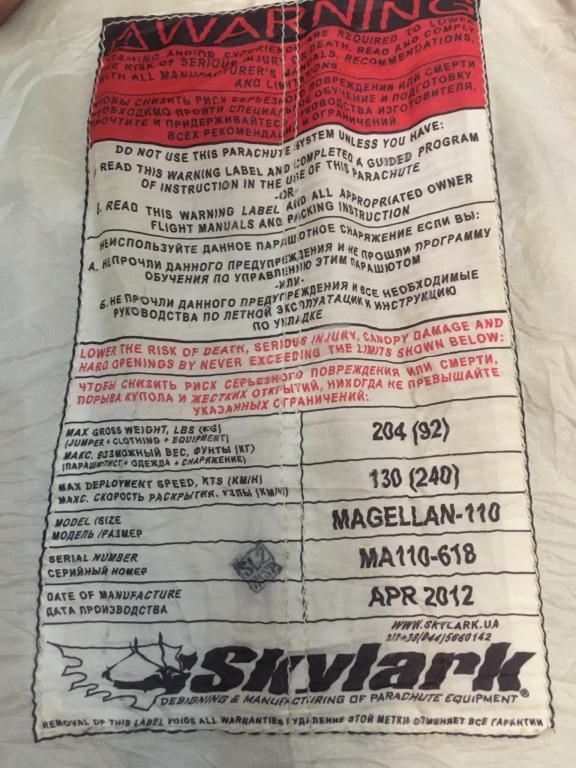 WARNING
TRAINING AND/OR EXPERIENCE ARE REQUIRED TO LOWER
THE RISK OF SERIOUS INJURY OR DEATH. READ AND COMPLY
WITH ALL MANUFACTURER'S MANUALS, RECOMMENDATIONS,
AND LIMITATIONS
ЧТОБЫ СНИЗИТЬ РИСК СЕРЬЕЗНОГО ПОВРЕЖДЕНИЯ ИЛИ СМЕРТИ
НЕОБХОДИМО ПРОЙТИ СПЕЦИАЛЬНОЕ ОБУЧЕНИЕ И ПОДГОТОВКУ.
ПРОЧТИТЕ И ПРИДЕРЖИВАЙТЕСЬ РУКОВОДСТВА ИЗГОТОВИТЕЛЯ,
ВСЕХ РЕКОМЕНДАЦИЙ И ОГРАНИЧЕНИЙ.
DO NOT USE THIS PARACHUTE SYSTEM UNLESS YOU HAVE:
READ THIS WARNING LABEL AND COMPLETED A GUIDED PROGRAM
OF INSTRUCTION IN THE USE OF THIS PARACHUTE
-OR-
READ THIS WARNING LABEL AND ALL APPROPRIATED OWNER
FLIGHT MANUALS AND PACKING INSTRUCTION
НЕИСПОЛЬЗУЙТЕ ДАННОЕ ПАРАШЮТНОЕ СНАРЯЖЕНИЕ ЕСЛИ ВЫ:
А. НЕПРОЧЛИ ДАННОГО ПРЕДУПРЕЖДЕНИЯ И НЕ ПРОШЛИ ПРОГРАММУ
ОБУЧЕНИЯ ПО УПРАВЛЕНИЮ ЭТИМ ПАРАШЮТОМ
-ИЛИ-
Б. НЕ ПРОЧЛИ ДАННОГО ПРЕДУПРЕЖДЕНИЯ И ВСЕ НЕОБХОДИМЫЕ
РУКОВОДСТВА ПО ЛЕТНОЙ ЭКСПЛУАТАЦИИ И ИНСТРУКЦИЮ
ПО УКЛАДКЕ
LOWER THE RISK OF DEATH, SERIOUS INJURY, CANOPY DAMAGE AND
HARD OPENINGS BY NEVER EXCEEDING THE LIMITS SHOWN BELOW:
ЧТОБЫ СНИЗИТЬ РИСК СЕРЬЕЗНОГО ПОВРЕЖДЕНИЯ ИЛИ СМЕРТИ,
ПОРЫВА КУПОЛА И ЖЕСТКИХ ОТКРЫТИЙ, НИКОГДА НЕ ПРЕВЫШАЙТЕ
УКАЗАННЫХ ОГРАНИЧЕНИЙ:
MAX GROSS WEIGHT, LBS (KG)
(JUMPER + CLOTHING + EQUIPMENT)
МАКС. ВОЗМОЖНЫЙ ВЕС, ФУНТЫ (КГ)
(ПАРАШЮТИСТ + ОДЕЖДА + СНАРЯЖЕНИЕ)
204 (92)
MAX DEPLOYMENT SPEED, KTS (KM/H)
МАКС. СКОРОСТЬ РАСКРЫТИЯ, УЗЛЫ (КМ/Ч)
130 (240)
MODEL /SIZE
МОДЕЛЬ /РАЗМЕР
MAGELLAN-110
SERIAL NUMBER
СЕРИЙНЫЙ НОМЕР
MA110-618
DATE OF MANUFACTURE
ДАТА ПРОИЗВОДСТВА
APR 2012
WWW.SKYLARK.UA
+38(044)5660142
Skylark
DESIGNING & MANUFACTURING OF PARACHUTE EQUIPMENT®
REMOVAL OF THIS LABEL VOIDS ALL WARRANTIES УДАЛЕНИЕ ЭТОЙ МЕТКИ ОТМЕНЯЕТ ВСЕ ГАРАНТИИ